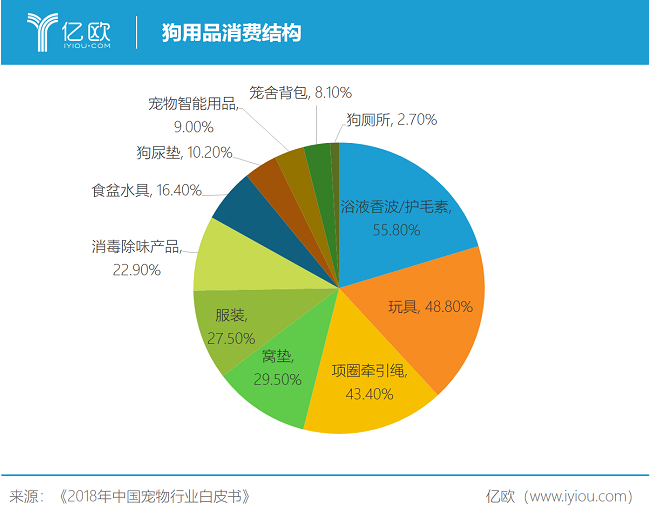 亿欧
IYIOU-COM
狗用品消费结构
笼舍背包, 8.10%
宠物智能用品,
9.00%
狗厕所, 2.70%
狗尿垫, 10.20%
食盆水具, 16.40%
浴液香波/护毛素,
55.80%
消毒除味产品,
22.90%
玩具, 48.80%
服装,
27.50%
窝垫,
29.50%
项圈牵引绳,
43.40%
来源：《2018年中国宠物行业白皮书》
亿欧（www.iyiou.com）